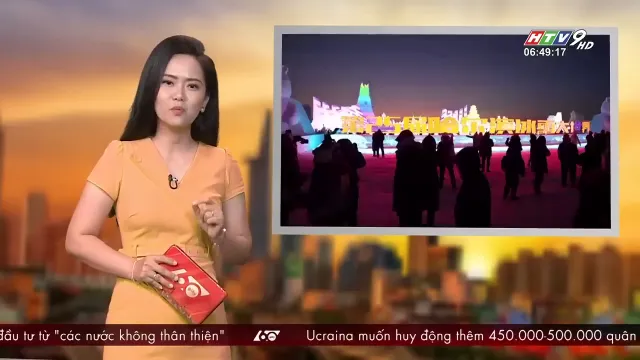 HTV9 HD
06:49:17
đầu tư từ "các nước không thân thiện" 60 Ucraina muốn huy động thêm 450.000-500.000 quân